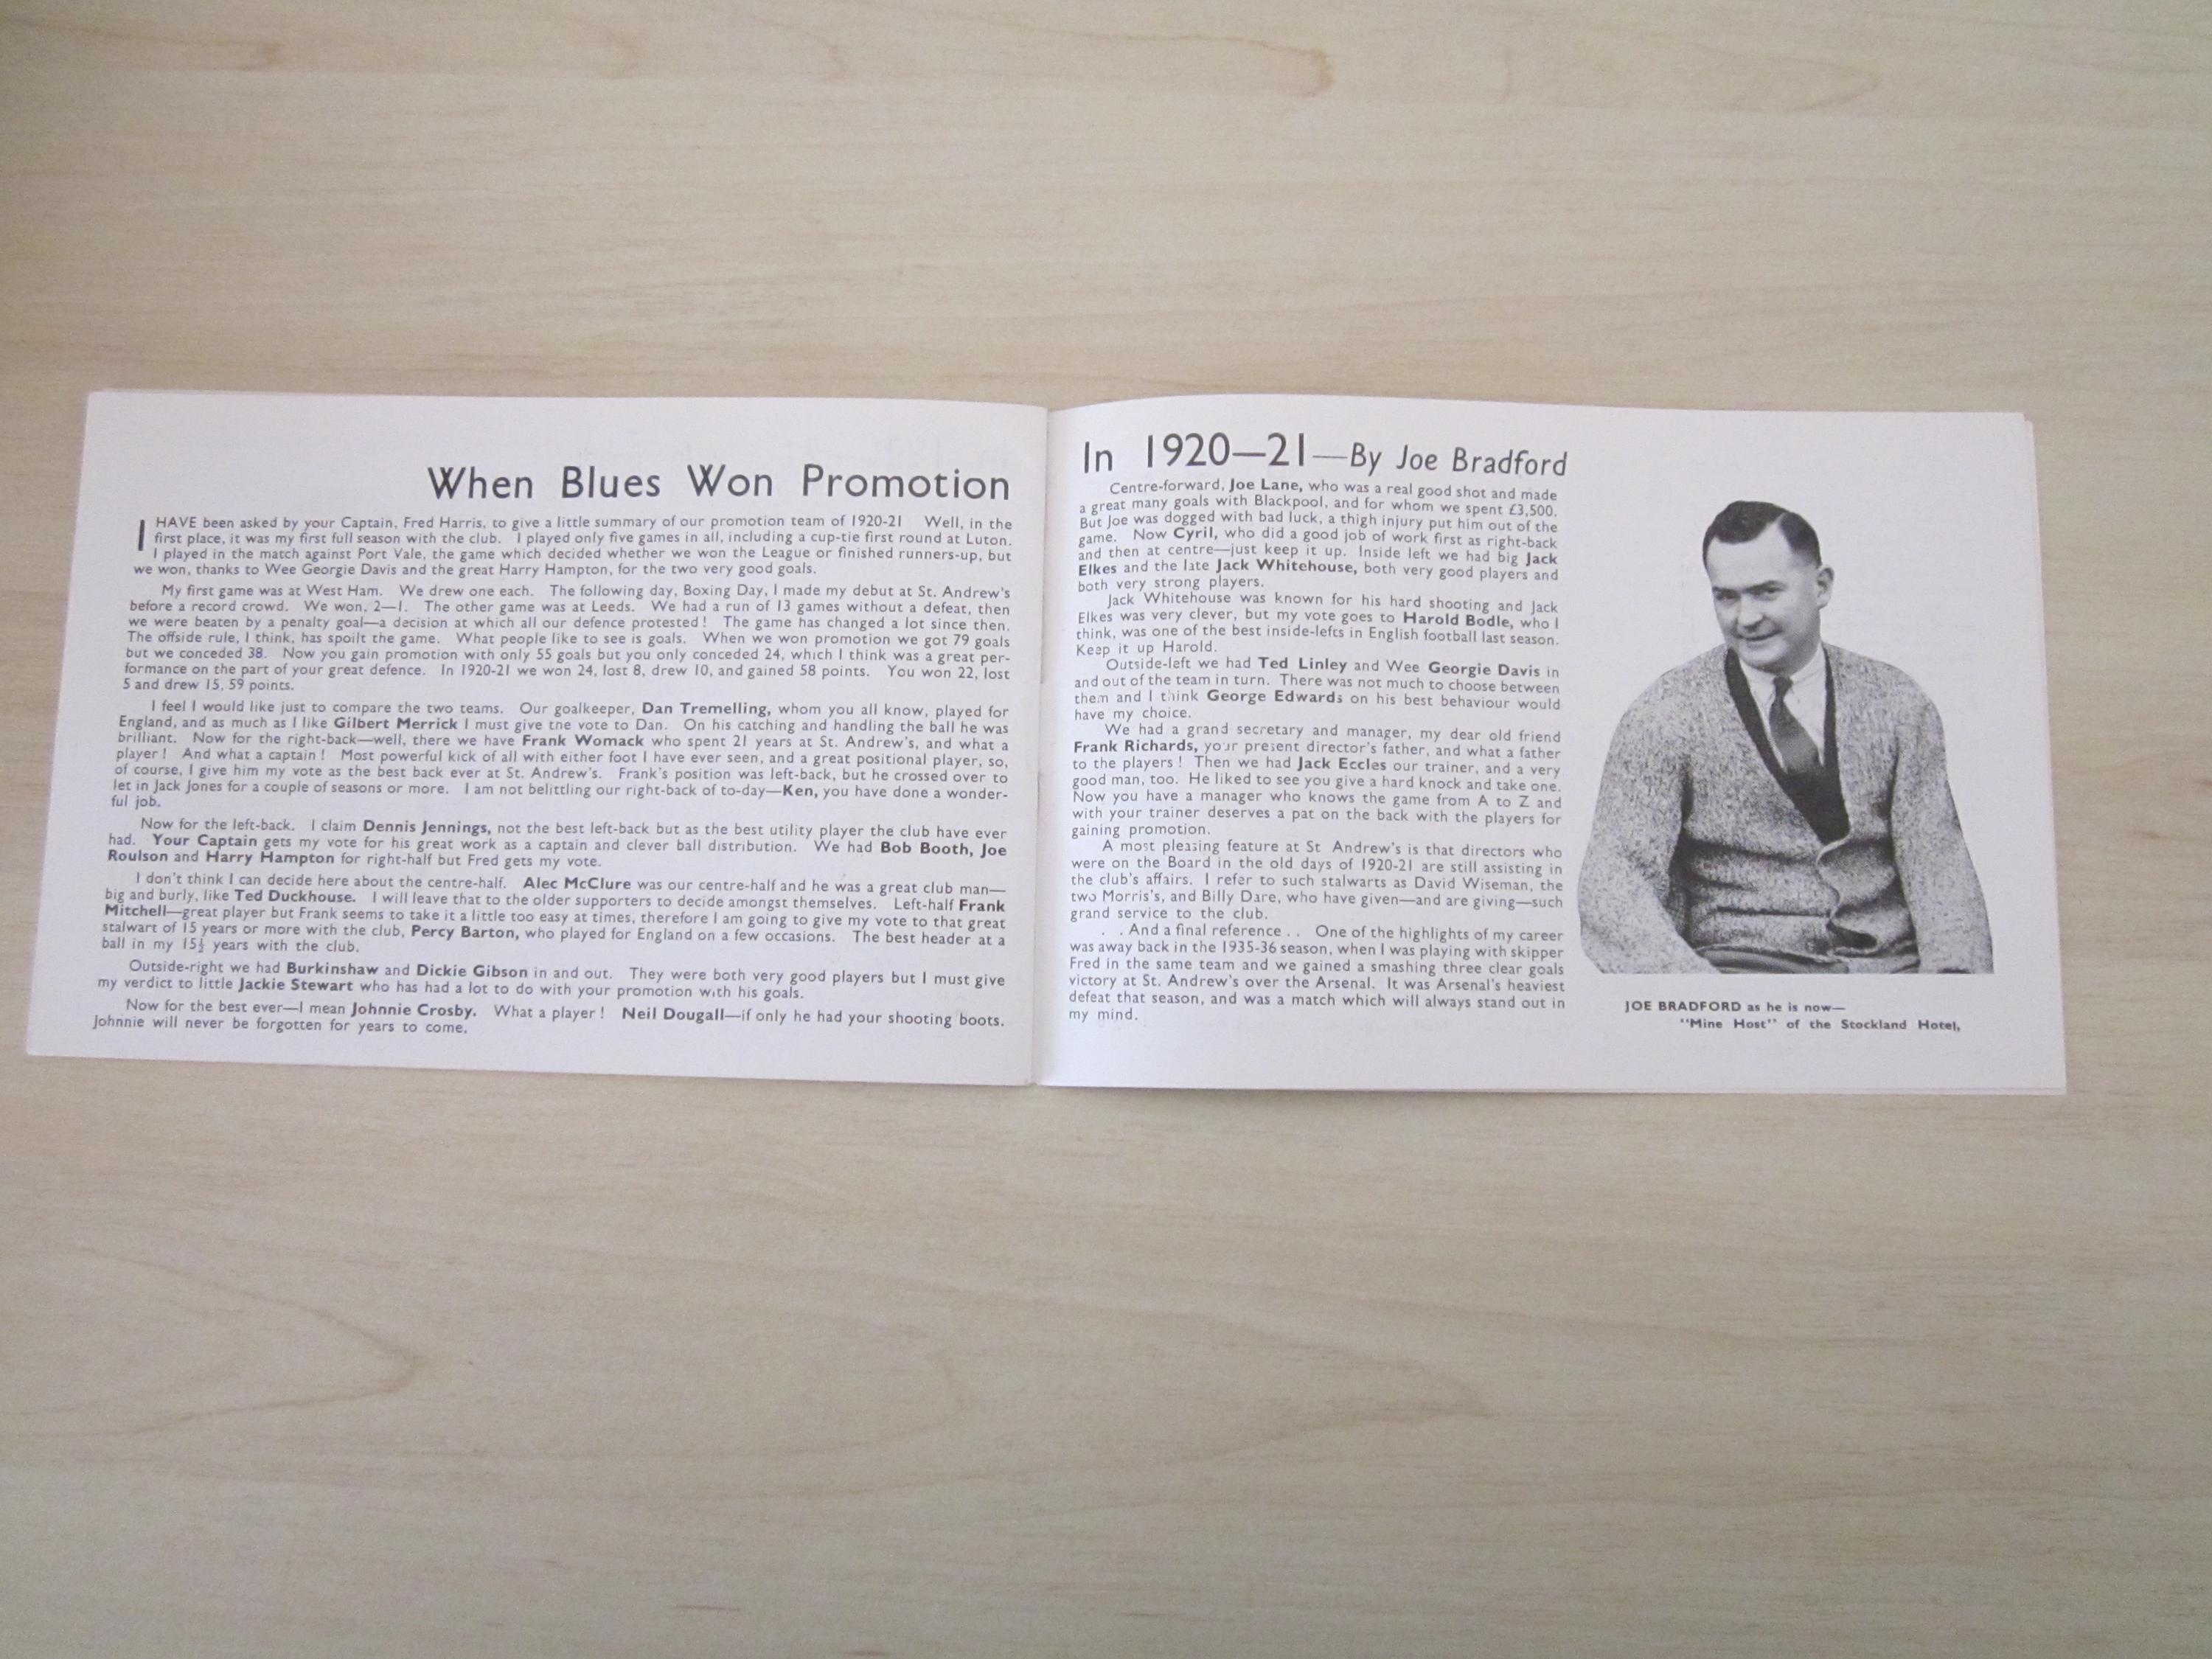 When Blues Won Promotion
I HAVE been asked by your Captain, Fred Harris, to give a little summary of our promotion team of 1920-21 Well, in the
first place, it was my first full season with the club. I played only five games in all, including a cup-tie first round at Luton.
I played in the match against Port Vale, the game which decided whether we won the League or finished runners-up, but
we won, thanks to Wee Georgie Davis and the great Harry Hampton, for the two very good goals.
My first game was at West Ham. We drew one each. The following day, Boxing Day, I made my debut at St. Andrew's
before a record crowd. We won, 2—1. The other game was at Leeds. We had a run of 13 games without a defeat, then
we were beaten by a penalty goal—a decision at which all our defence protested! The game has changed a lot since then.
The offside rule, I think, has spoilt the game. What people like to see is goals. When we won promotion we got 79 goals
but we conceded 38. Now you gain promotion with only 55 goals but you only conceded 24, which I think was a great per-
formance on the part of your great defence. In 1920-21 we won 24, lost 8, drew 10, and gained 58 points. You won 22, lost
5 and drew 15, 59 points.
I feel I would like just to compare the two teams. Our goalkeeper, Dan Tremelling, whom you all know, played for
England, and as much as I like Gilbert Merrick I must give tne vote to Dan. On his catching and handling the ball he was
brilliant. Now for the right-back—well, there we have Frank Womack who spent 21 years at St. Andrew's, and what a
player! And what a captain! Most powerful kick of all with either foot I have ever seen, and a great positional player, so,
of course, I give him my vote as the best back ever at St. Andrew's. Frank's position was left-back, but he crossed over to
let in Jack Jones for a couple of seasons or more. I am not belittling our right-back of to-day—Ken, you have done a wonder-
ful job.
Now for the left-back. I claim Dennis Jennings, not the best left-back but as the best utility player the club have ever
had. Your Captain gets my vote for his great work as a captain and clever ball distribution. We had Bob Booth, Joe
Roulson and Harry Hampton for right-half but Fred gets my vote.
I don't think I can decide here about the centre-half. Alec McClure was our centre-half and he was a great club man—
big and burly, like Ted Duckhouse. I will leave that to the older supporters to decide amongst themselves. Left-half Frank
Mitchell—great player but Frank seems to take it a little too easy at times, therefore I am going to give my vote to that great
stalwart of 15 years or more with the club, Percy Barton, who played for England on a few occasions. The best header at a
ball in my 15½ years with the club.
Outside-right we had Burkinshaw and Dickie Gibson in and out. They were both very good players but I must give
my verdict to little Jackie Stewart who has had a lot to do with your promotion with his goals.
Now for the best ever—I mean Johnnie Crosby. What a player! Neil Dougall—if only he had your shooting boots.
Johnnie will never be forgotten for years to come.
In 1920—21—By Joe Bradford
Centre-forward, Joe Lane, who was a real good shot and made
a great many goals with Blackpool, and for whom we spent £3,500.
But Joe was dogged with bad luck, a thigh injury put him out of the
game. Now Cyril, who did a good job of work first as right-back
and then at centre—just keep it up. Inside left we had big Jack
Elkes and the late Jack Whitehouse, both very good players and
both very strong players.
Jack Whitehouse was known for his hard shooting and Jack
Elkes was very clever, but my vote goes to Harold Bodle, who I
think, was one of the best inside-lefts in English football last season.
Keep it up Harold.
Outside-left we had Ted Linley and Wee Georgie Davis in
and out of the team in turn. There was not much to choose between
them and I think George Edwards on his best behaviour would
have my choice.
We had a grand secretary and manager, my dear old friend
Frank Richards, your present director's father, and what a father
to the players! Then we had Jack Eccles our trainer, and a very
good man, too. He liked to see you give a hard knock and take one.
Now you have a manager who knows the game from A to Z and
with your trainer deserves a pat on the back with the players for
gaining promotion.
A most pleasing feature at St Andrew's is that directors who
were on the Board in the old days of 1920-21 are still assisting in
the club's affairs. I refer to such stalwarts as David Wiseman, the
two Morris's, and Billy Dare, who have given—and are giving—such
grand service to the club.
. . And a final reference . . One of the highlights of my career
was away back in the 1935-36 season, when I was playing with skipper
Fred in the same team and we gained a smashing three clear goals
victory at St. Andrew's over the Arsenal. It was Arsenal's heaviest
defeat that season, and was a match which will always stand out in
my mind.
JOE BRADFORD as he is now—
"Mine Host" of the Stockland Hotel,